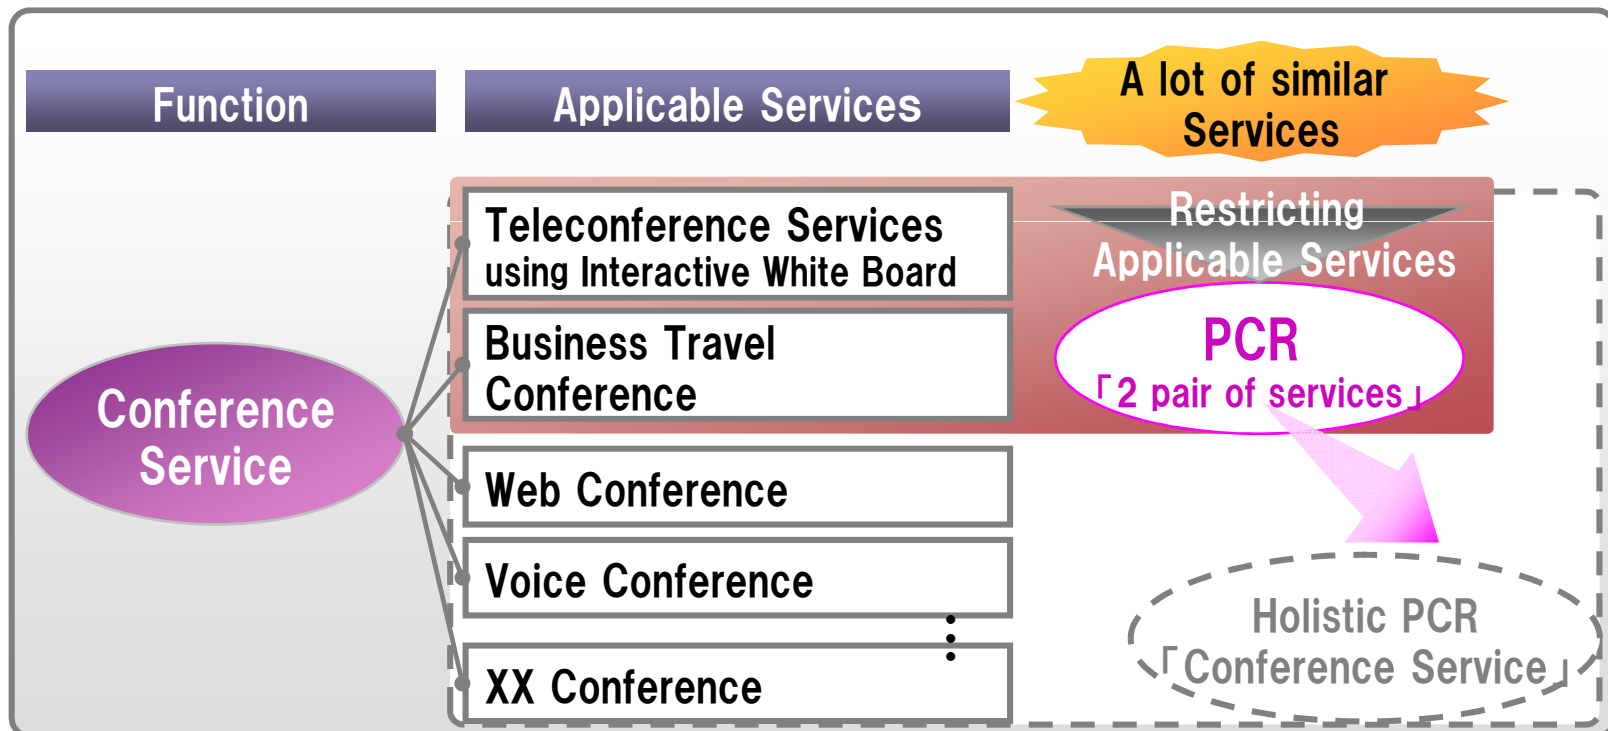 Function
Applicable Services
A lot of similar
Services
Teleconference Services
using Interactive White Board
Restricting
Applicable Services
Business Travel
Conference
PCR
「2 pair of services」
Conference
Service
Web Conference
Voice Conference
XX Conference
Holistic PCR
「Conference Service」